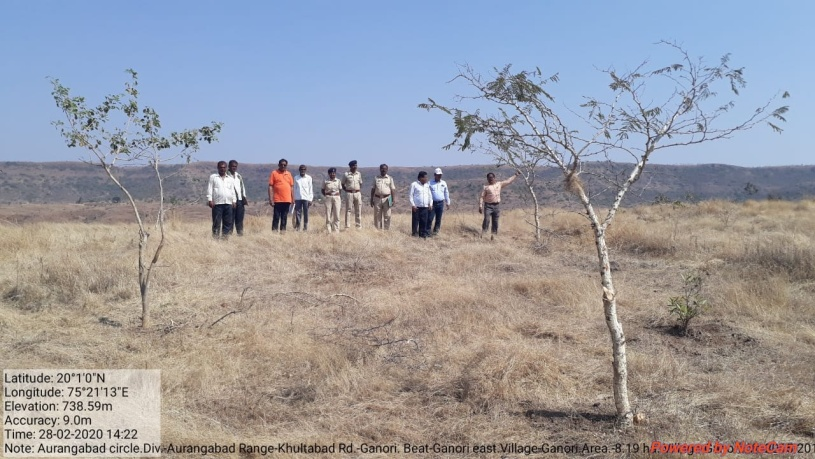 Latitude: 20°1'0"N
Longitude: 75°21'13"E
Elevation: 738.59m
Accuracy: 9.0m
Time: 28-02-2020 14:22
Note: Aurangabad circle.Div-Aurangabad Range-Khultabad Rd.-Ganori. Beat-Ganori east.Village-Ganori.Area.-8.19 h
Powered by NoteCam